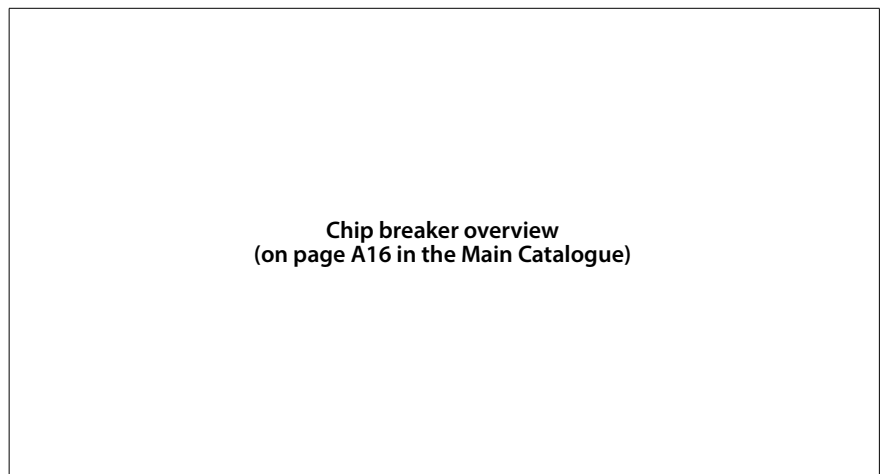 Chip breaker overview
(on page A16 in the Main Catalogue)